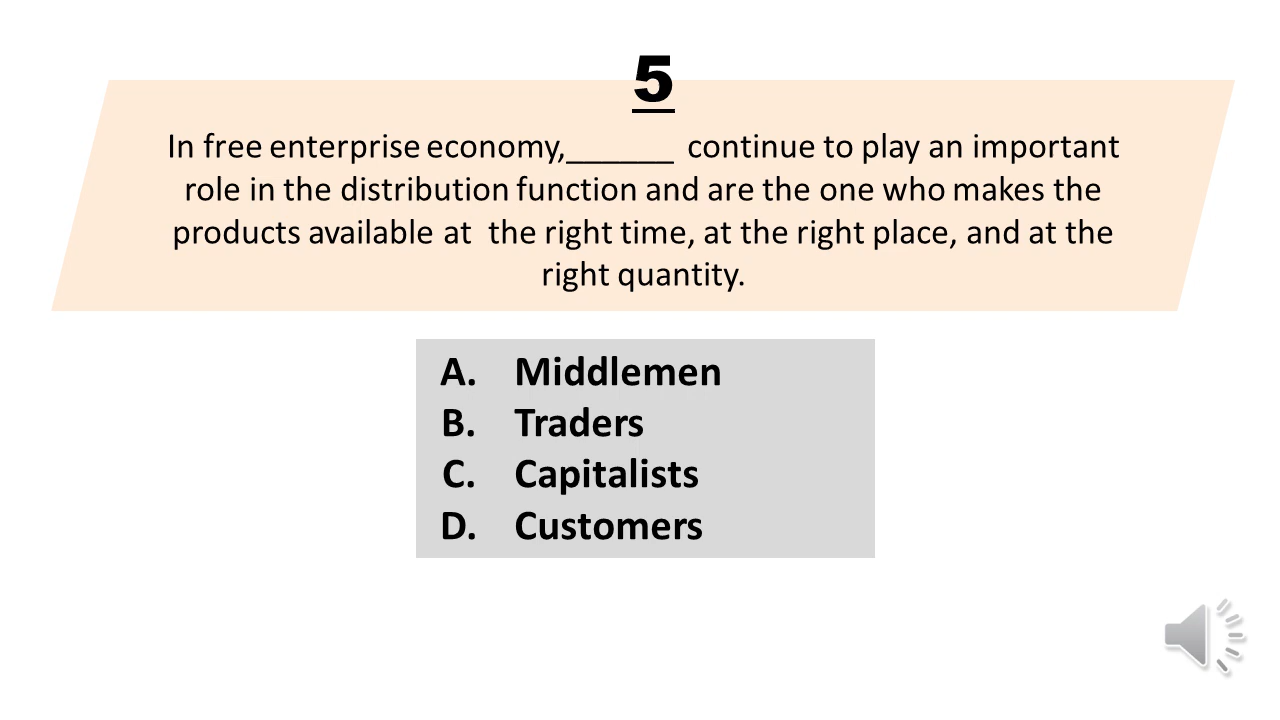 5
In free enterprise economy,______ continue to play an important
role in the distribution function and are the one who makes the
products available at  the right time, at the right place, and at the
right quantity.
A. Middlemen
B. Traders
C. Capitalists
D. Customers